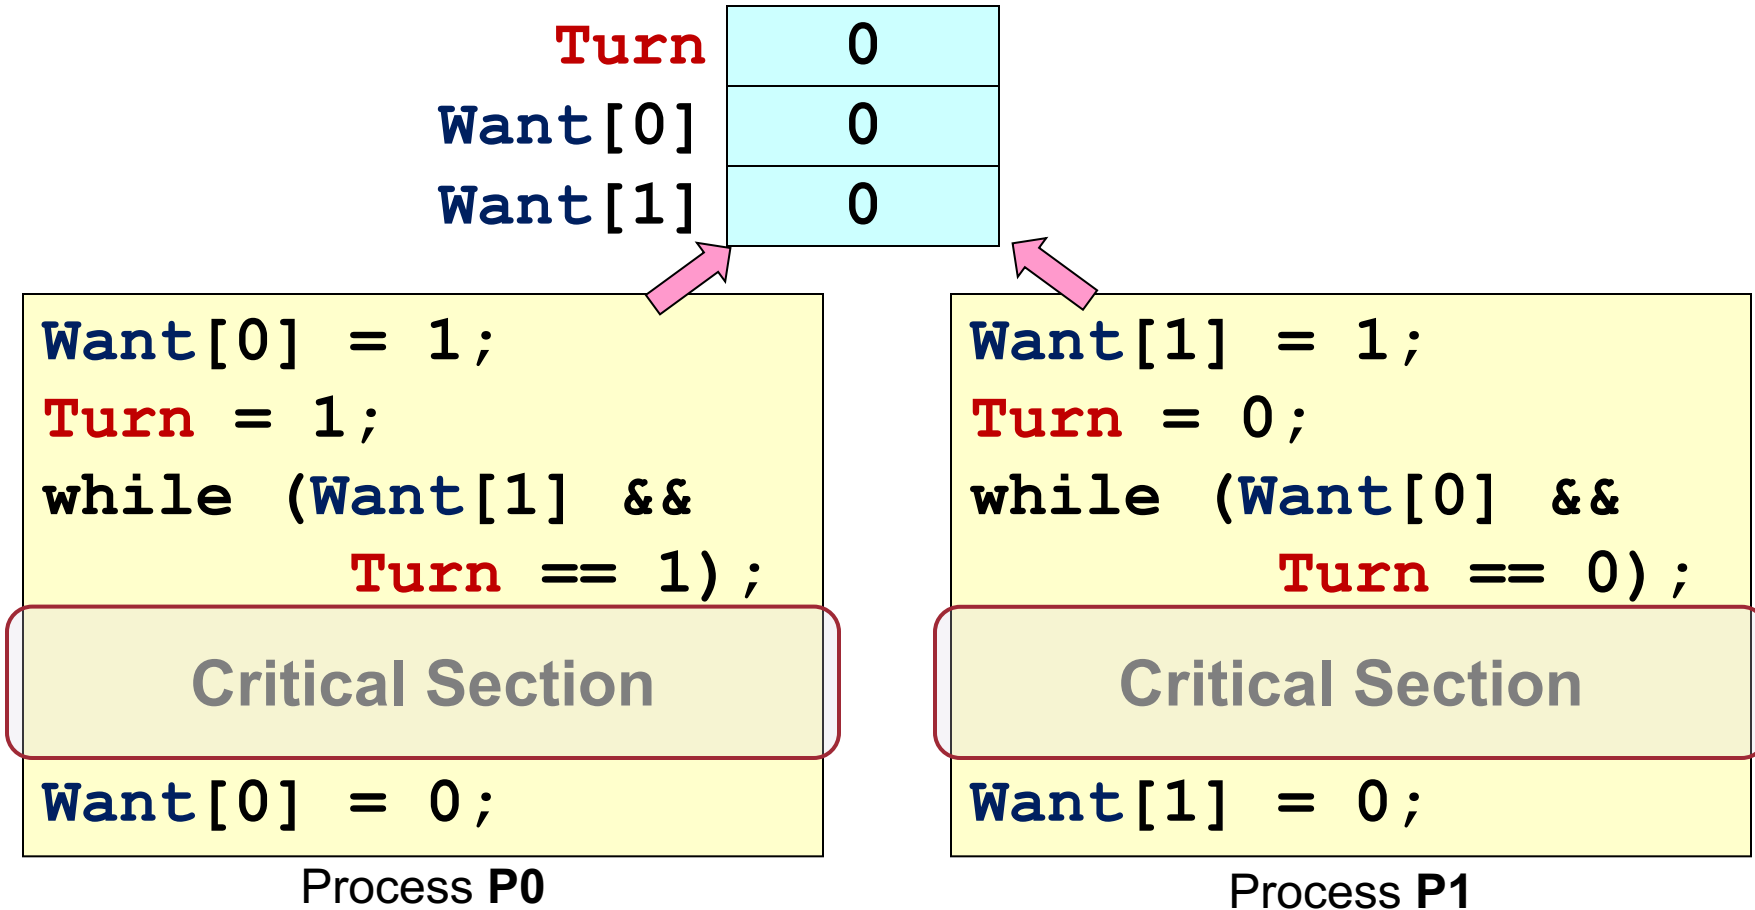 Turn 0
Want[0] 0
Want[1] 0
Want[0] = 1;
Turn = 1;
while (Want[1] &&
Turn == 1);
Critical Section
Want[0] = 0;
Process P0
Want[1] = 1;
Turn = 0;
while (Want[0] &&
Turn == 0);
Critical Section
Want[1] = 0;
Process P1